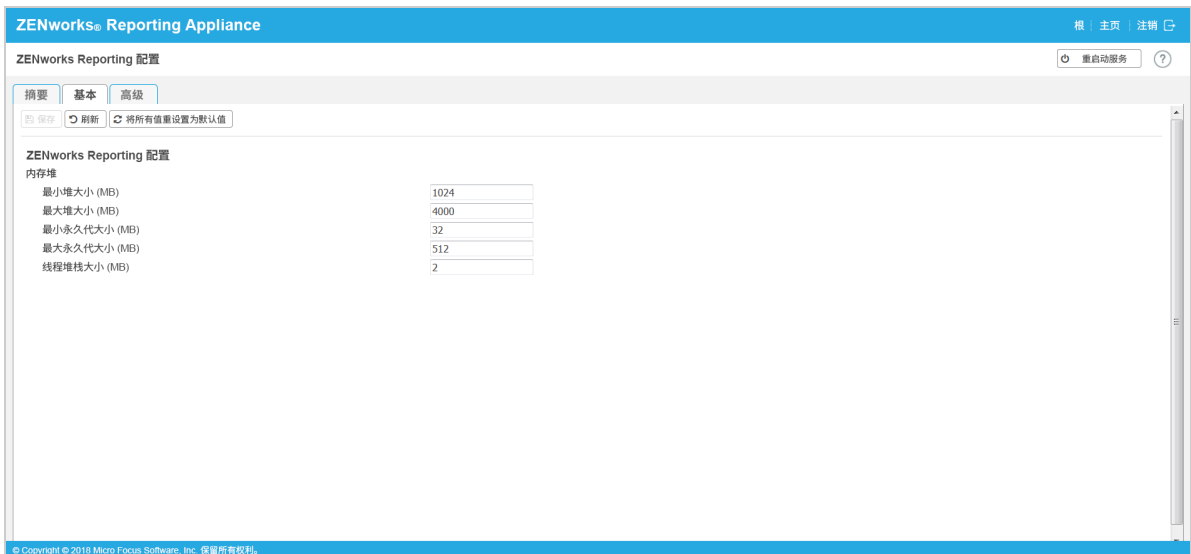 ZENworks® Reporting Appliance 根 | 主页 | 注销
ZENworks Reporting 配置 重启动服务 ?
摘要 基本 高级
保存 刷新 将所有值重设置为默认值
ZENworks Reporting 配置
内存堆
最小堆大小 (MB) 1024
最大堆大小 (MB) 4000
最小永久代大小 (MB) 32
最大永久代大小 (MB) 512
线程堆栈大小 (MB) 2
© Copyright © 2018 Micro Focus Software, Inc. 保留所有权利。